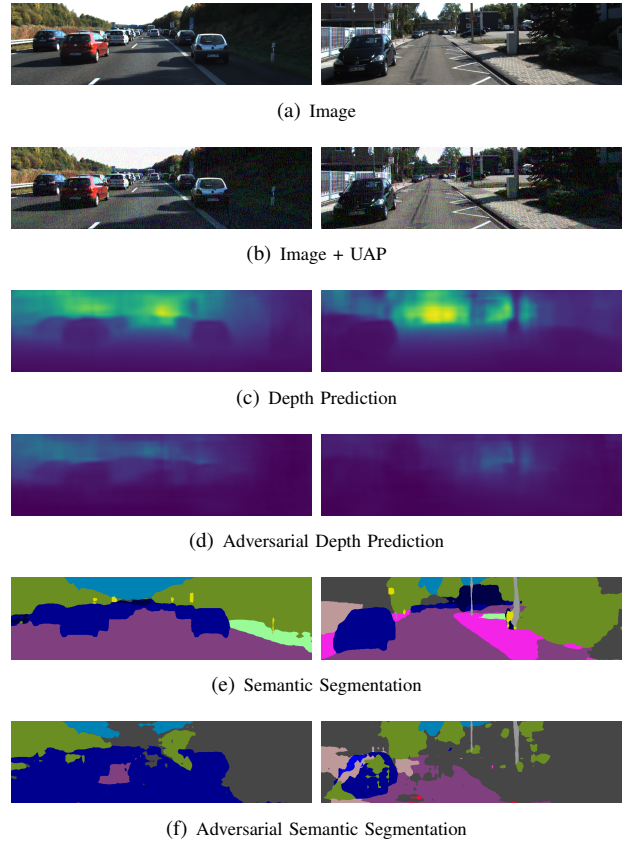 (a) Image
(b) Image + UAP
(c) Depth Prediction
(d) Adversarial Depth Prediction
(e) Semantic Segmentation
(f) Adversarial Semantic Segmentation